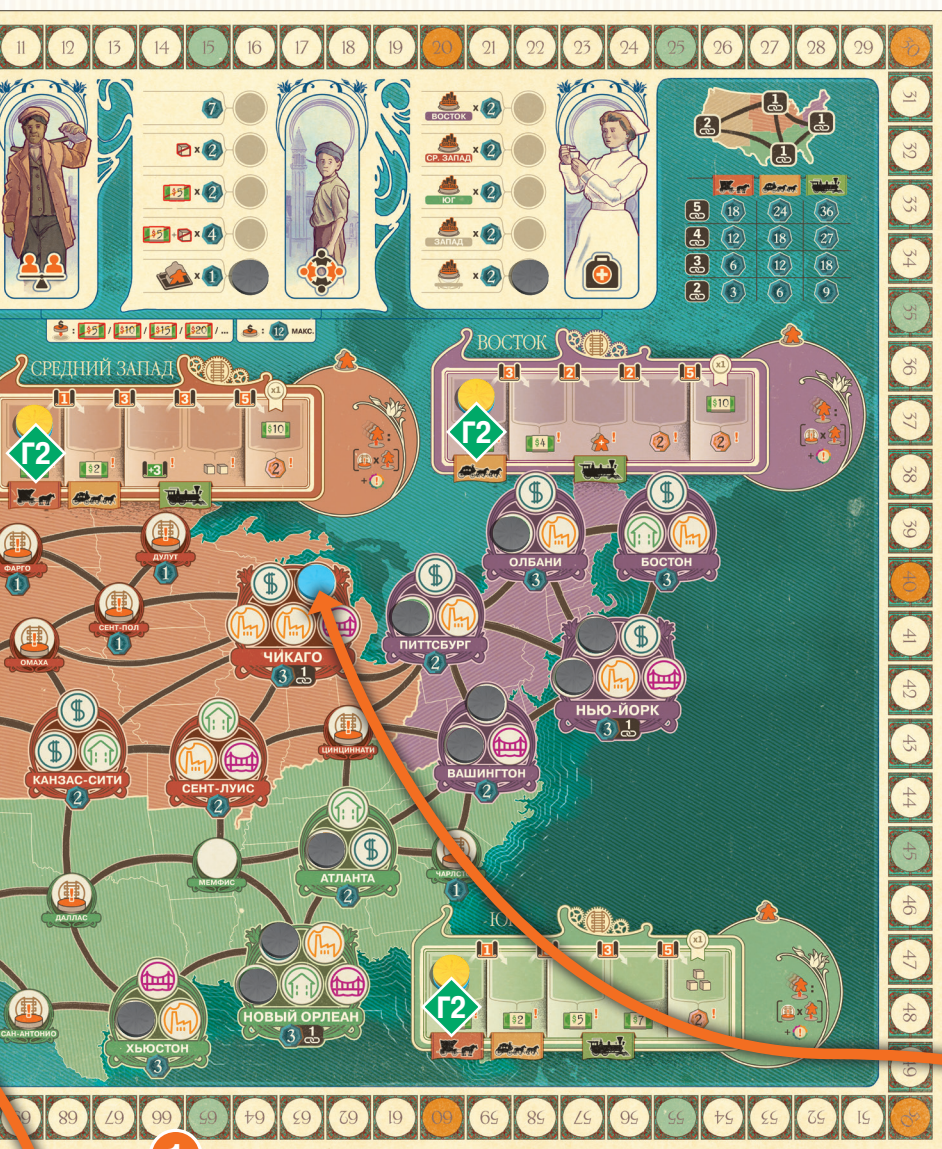 11 12 13 14 15 16 17 18 19 20 21 22 23 24 25 26 27 28 29 30
31
32
33
34
35
36
37
38
39
40
41
42
43
44
45
46
47
48
49
7
x 2
$5 x 2
$5 + x 4
x 1
ВОСТОК x 2
СР. ЗАПАД x 2
ЮГ x 2
ЗАПАД x 2
x 2
1
2 1
1
5 18 24 36
4 12 18 27
3 6 12 18
2 3 6 9
$ : $5 / $10 / $15 / $20 / ... $ : 12 МАКС.
СРЕДНИЙ ЗАПАД
1 3 3 5 x1
Г2 $2 ! +3 ! ! $10 2 !
ВОСТОК
3 2 2 5 x1
Г2 $4 ! ! 2 ! $10 2 !
ФАРГО
1
ДУЛУТ
1
СЕНТ-ПОЛ
1
ОМАХА
$
ЧИКАГО
3 1
$
ПИТТСБУРГ
2
$
ОЛБАНИ
3
$
БОСТОН
3
$
НЬЮ-ЙОРК
3 1
ВАШИНГТОН
2
$
$
КАНЗАС-СИТИ
2
СЕНТ-ЛУИС
2
ЦИНЦИННАТИ
МЕМФИС
$
АТЛАНТА
2
1
ДАЛЛАС
САН-АНТОНИО
ХЬЮСТОН
3
НОВЫЙ ОРЛЕАН
3 1
1 3 5 x1
Г2 $2 ! $5 ! $7 ! 2 !
68 67 66 65 64 63 62 61 60 59 58 57 56 55 54 53 52 51